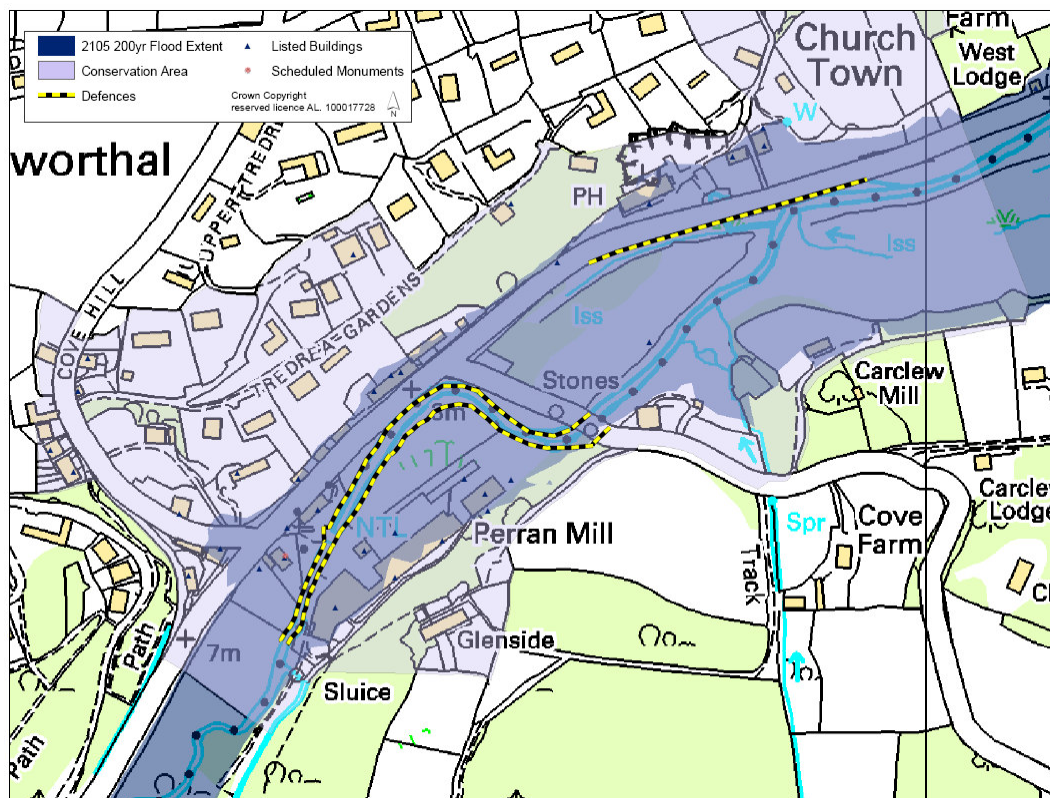 2105 200yr Flood Extent
Listed Buildings
Conservation Area
Scheduled Monuments
Defences
Crown Copyright
reserved licence AL. 100017728
N
Farm
West
Lodge
Church
Town
W
worthal
UPPER TREDR
PH
Iss
Iss
COVE HILL
TREDREA GARDENS
Stones
Carclew
Mill
NTL
Perran Mill
Spr
Cove
Farm
Lodge
Track
Glenside
7m
Path
Sluice
Path